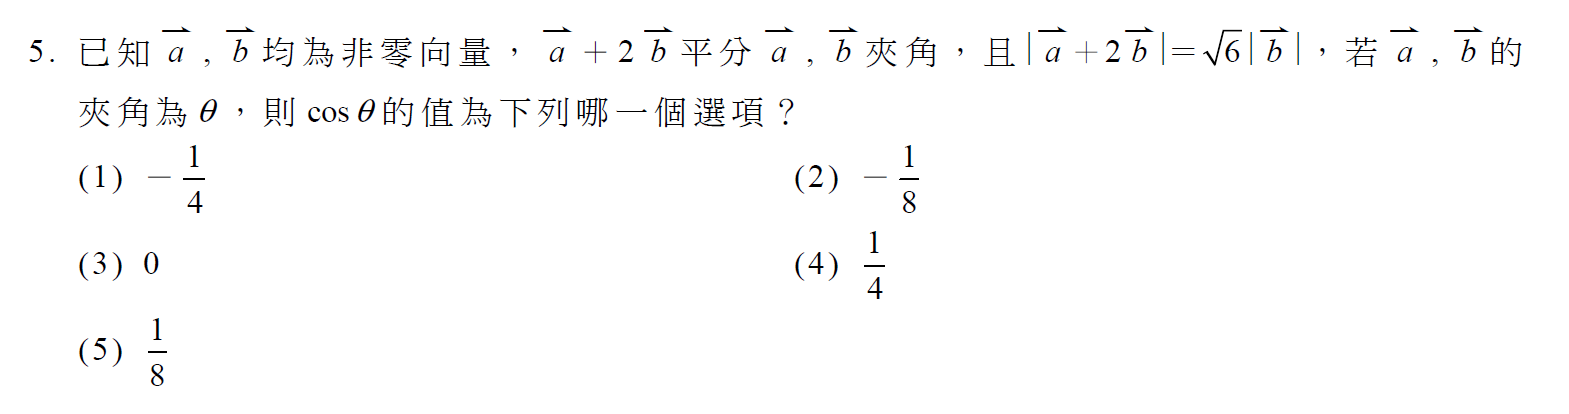 5. 已知 $\overrightarrow{a}$ , $\overrightarrow{b}$ 均為非零向量， $\overrightarrow{a}+2\overrightarrow{b}$ 平分 $\overrightarrow{a}$ , $\overrightarrow{b}$ 夾角，且 $|\overrightarrow{a}+2\overrightarrow{b}|=\sqrt{6}|\overrightarrow{b}|$，若 $\overrightarrow{a}$ , $\overrightarrow{b}$ 的
夾角為 $\theta$，則 $\cos\theta$ 的值為下列哪一個選項？
(1) $-\frac{1}{4}$ (2) $-\frac{1}{8}$
(3) 0 (4) $\frac{1}{4}$
(5) $\frac{1}{8}$